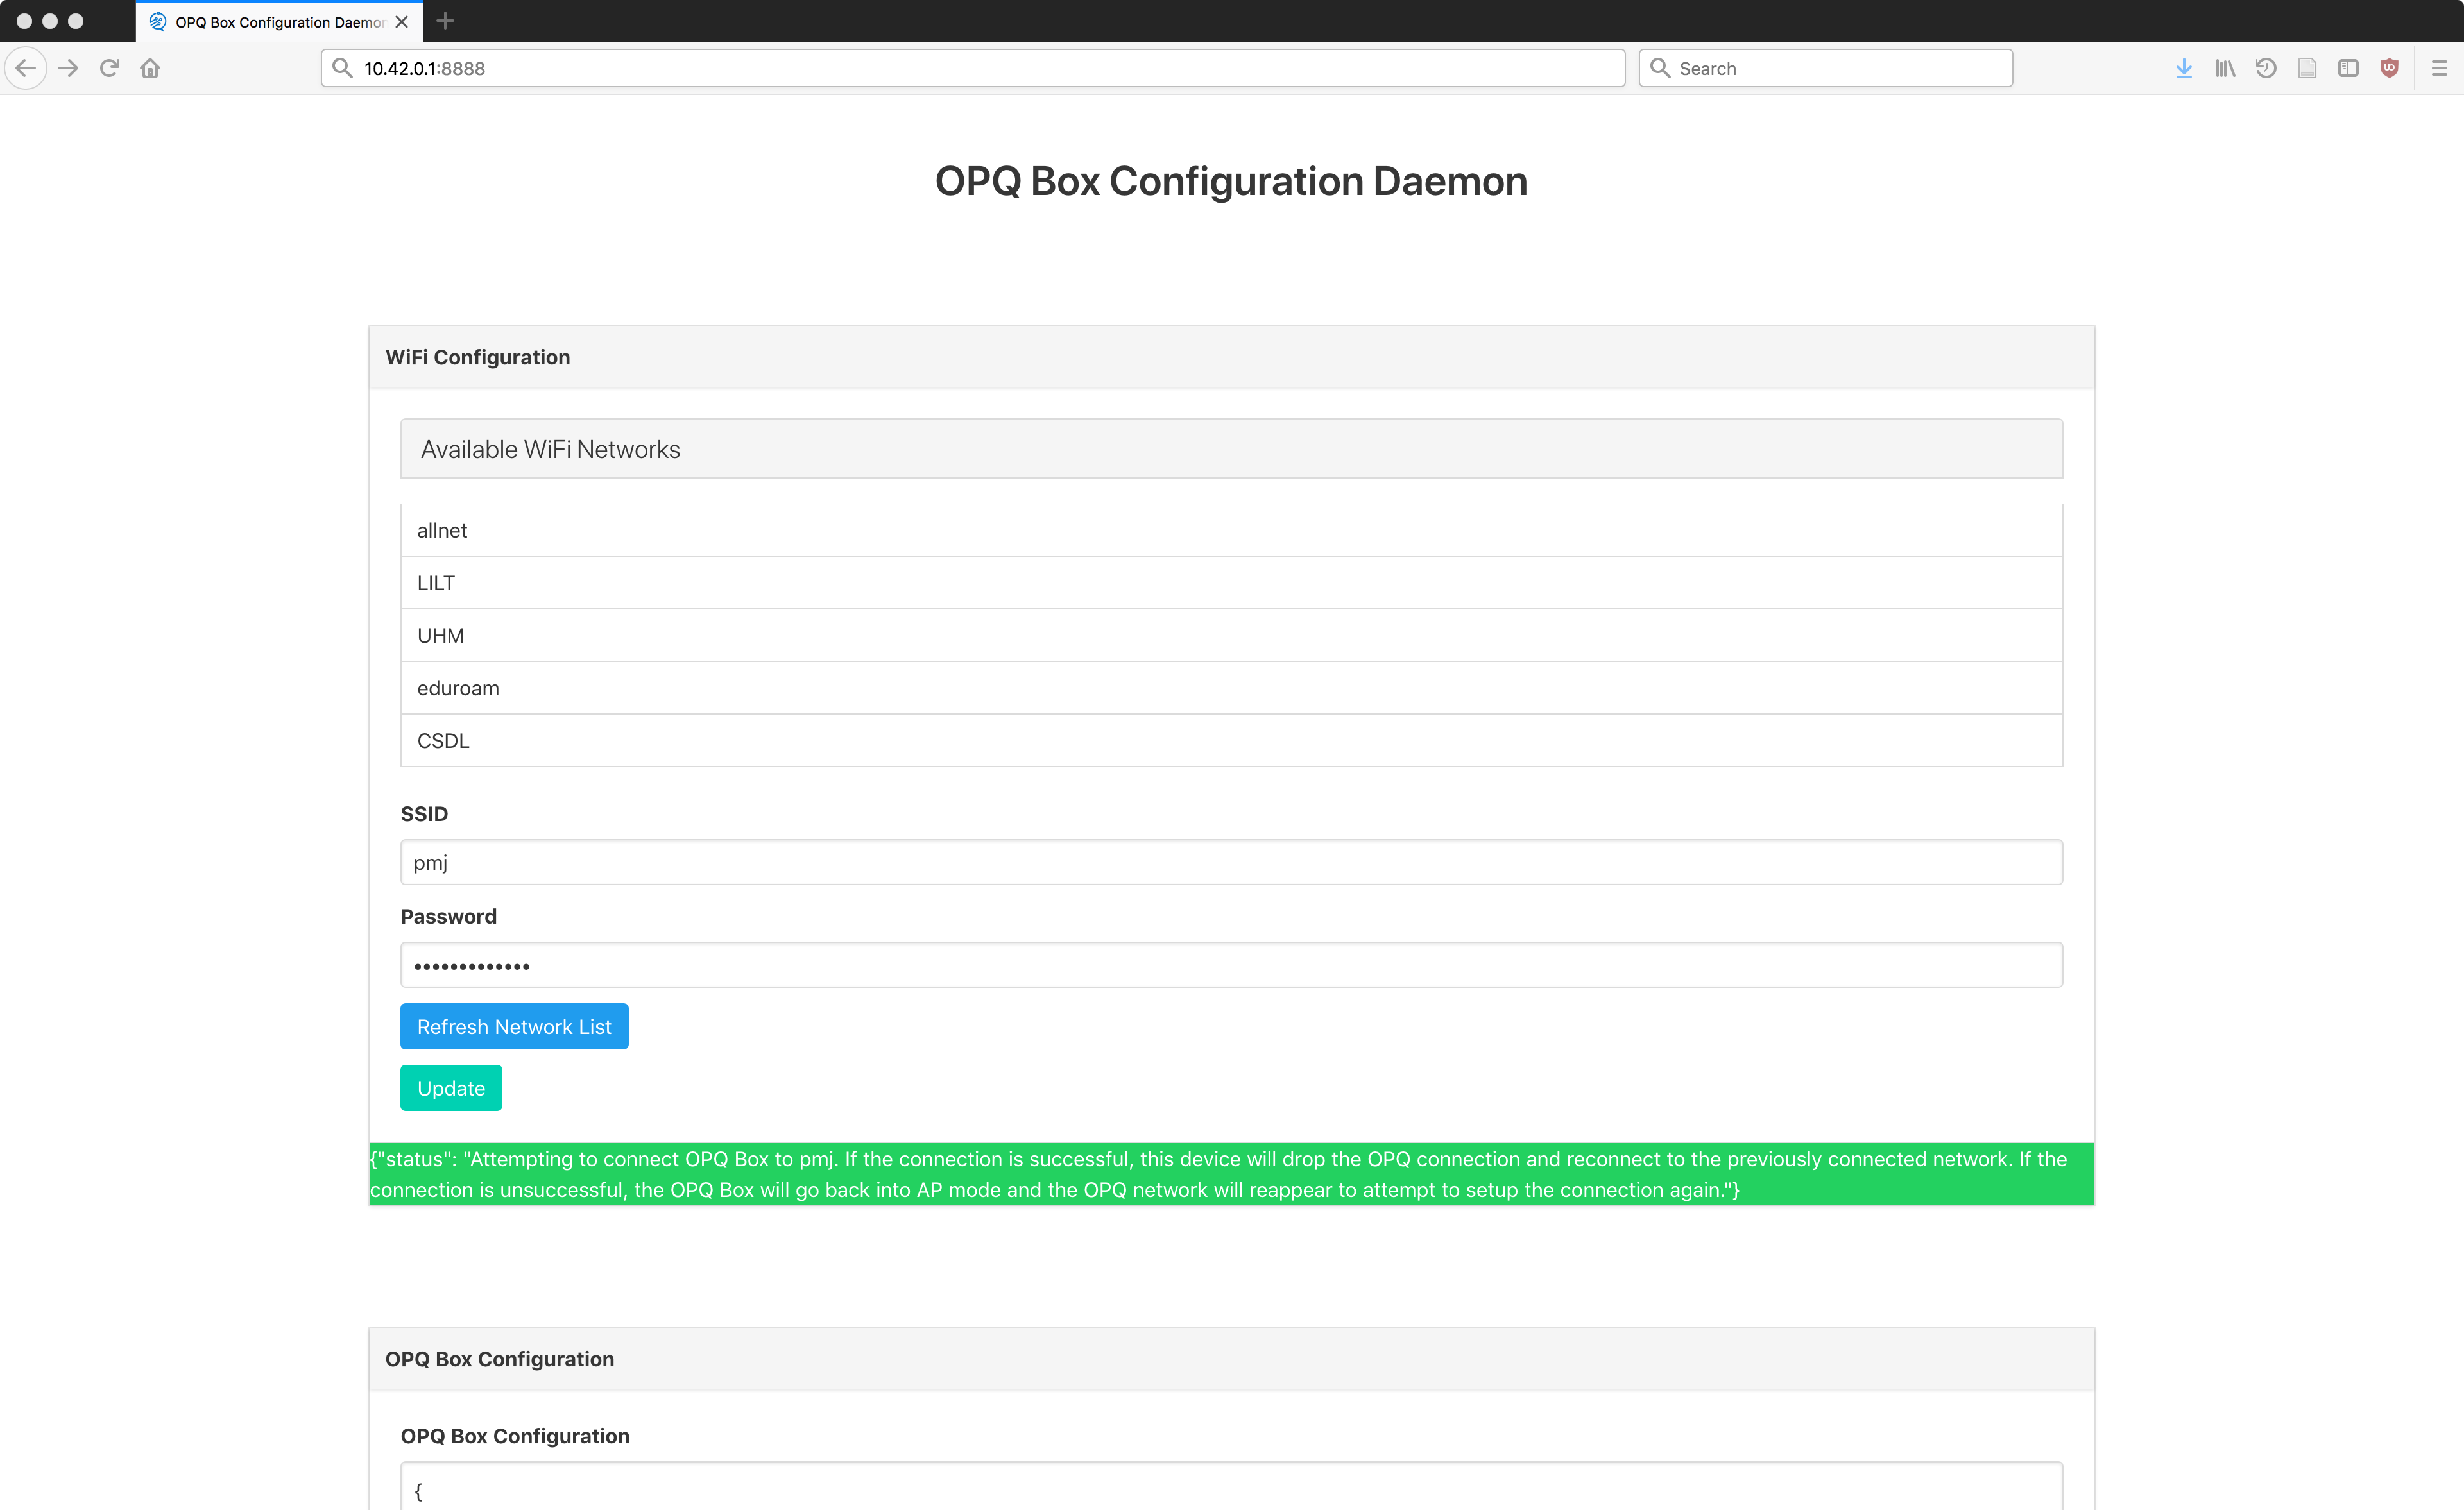 OPQ Box Configuration Daemon
10.42.0.1:8888
Search
OPQ Box Configuration Daemon
WiFi Configuration
Available WiFi Networks
allnet
LILT
UHM
eduroam
CSDL
SSID
pmj
Password
•••••••••••••
Refresh Network List
Update
{"status": "Attempting to connect OPQ Box to pmj. If the connection is successful, this device will drop the OPQ connection and reconnect to the previously connected network. If the
connection is unsuccessful, the OPQ Box will go back into AP mode and the OPQ network will reappear to attempt to setup the connection again."}
OPQ Box Configuration
OPQ Box Configuration
{